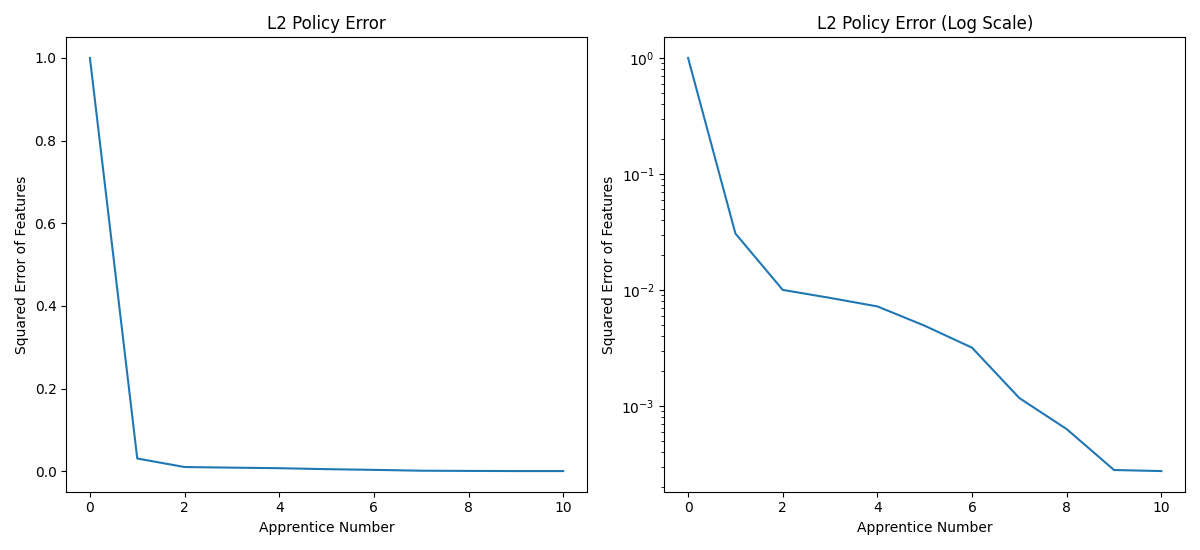 L2 Policy Error
Squared Error of Features
1.0
0.8
0.6
0.4
0.2
0.0
0 2 4 6 8 10
Apprentice Number
L2 Policy Error (Log Scale)
Squared Error of Features
10⁰
10⁻¹
10⁻²
10⁻³
0 2 4 6 8 10
Apprentice Number